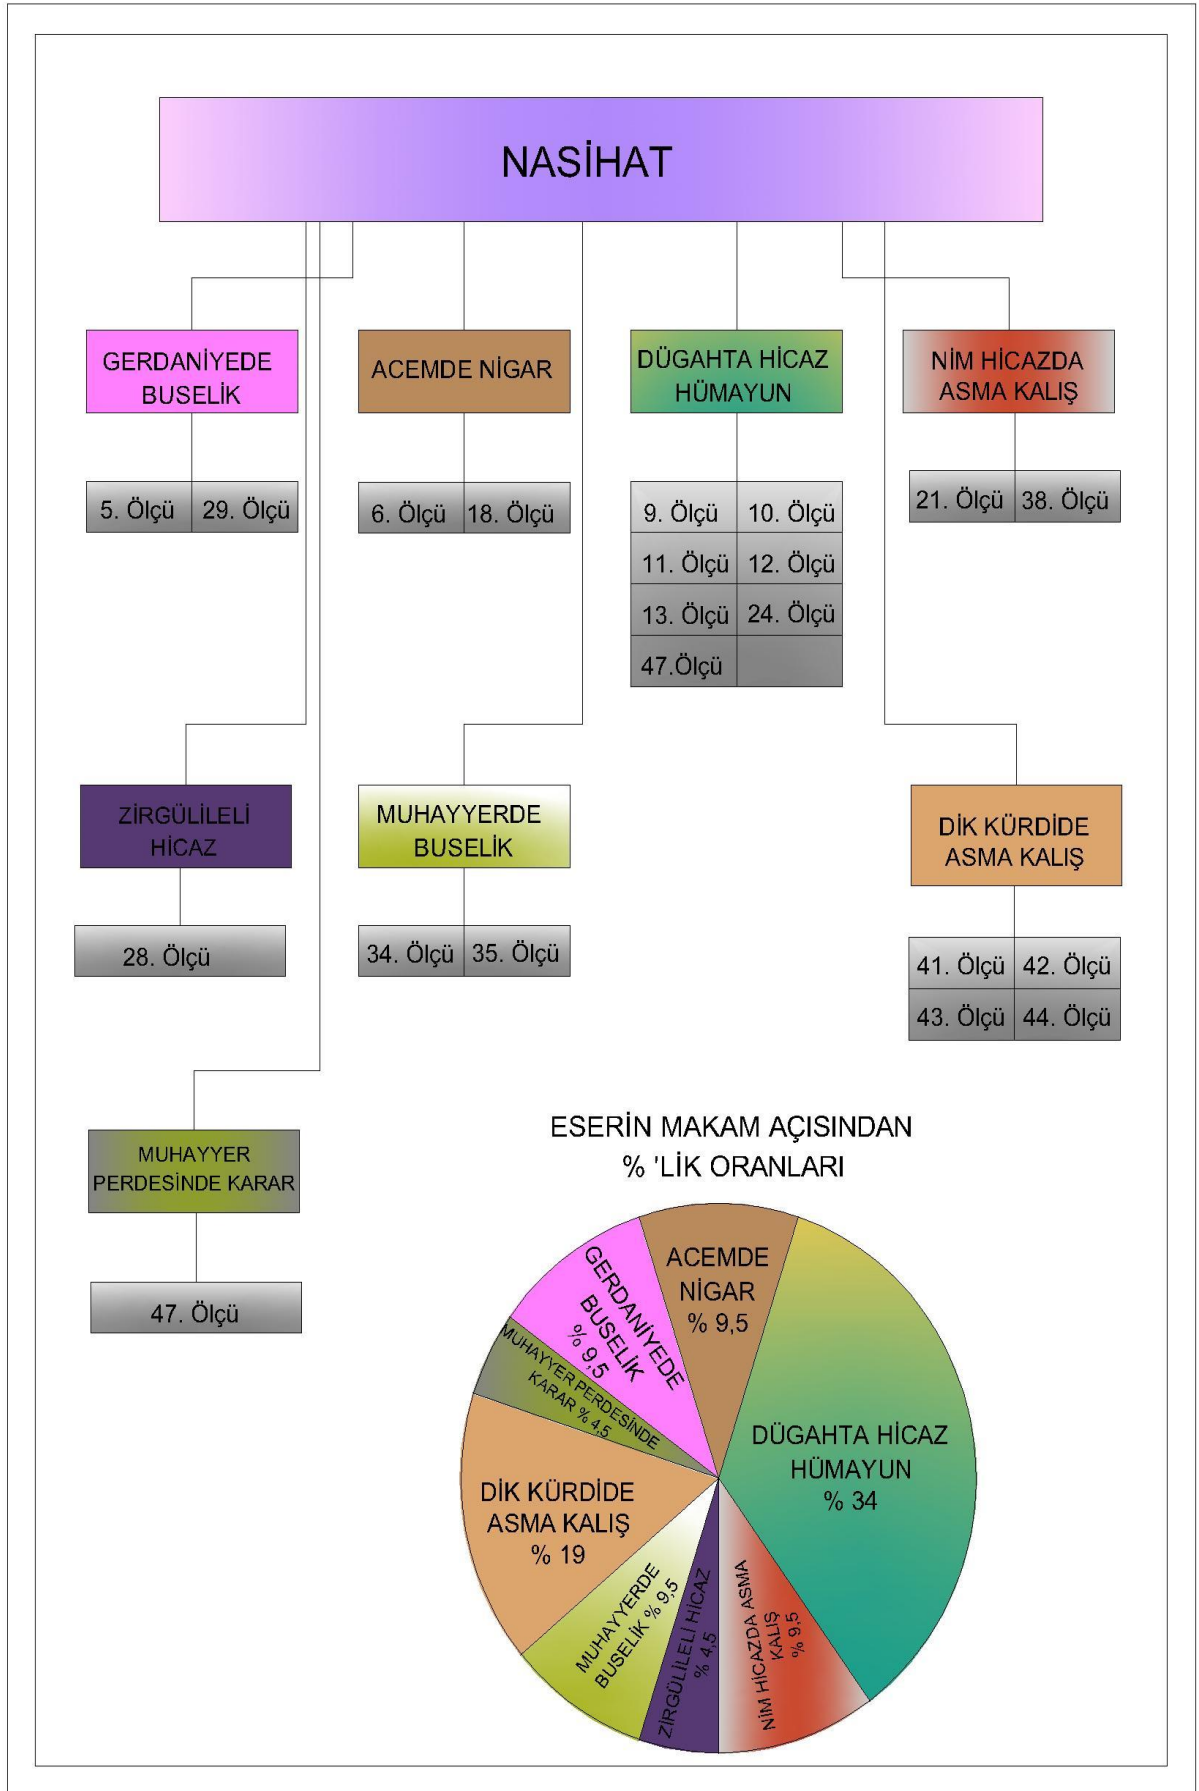 NASİHAT
GERDANİYEDE
BUSELİK
5. Ölçü
29. Ölçü
ACEMDE NİGAR
6. Ölçü
18. Ölçü
DÜGAHTA HİCAZ
HÜMAYUN
9. Ölçü
10. Ölçü
11. Ölçü
12. Ölçü
13. Ölçü
24. Ölçü
47.Ölçü
NİM HİCAZDA
ASMA KALIŞ
21. Ölçü
38. Ölçü
ZİRGÜLİLELİ
HİCAZ
28. Ölçü
MUHAYYERDE
BUSELİK
34. Ölçü
35. Ölçü
DİK KÜRDİDE
ASMA KALIŞ
41. Ölçü
42. Ölçü
43. Ölçü
44. Ölçü
MUHAYYER
PERDESİNDE KARAR
47. Ölçü
ESERİN MAKAM AÇISINDAN
% 'LİK ORANLARI
ACEMDE
NİGAR
% 9,5
GERDANİYEDE
BUSELİK
% 9,5
MUHAYYER PERDESİNDE
KARAR % 4,5
DÜGAHTA HİCAZ
HÜMAYUN
% 34
DİK KÜRDİDE
ASMA KALIŞ
% 19
MUHAYYERDE
BUSELİK % 9,5
ZİRGÜLİLELİ HİCAZ
% 4,5
NİM HİCAZDA ASMA
KALIŞ
% 9,5